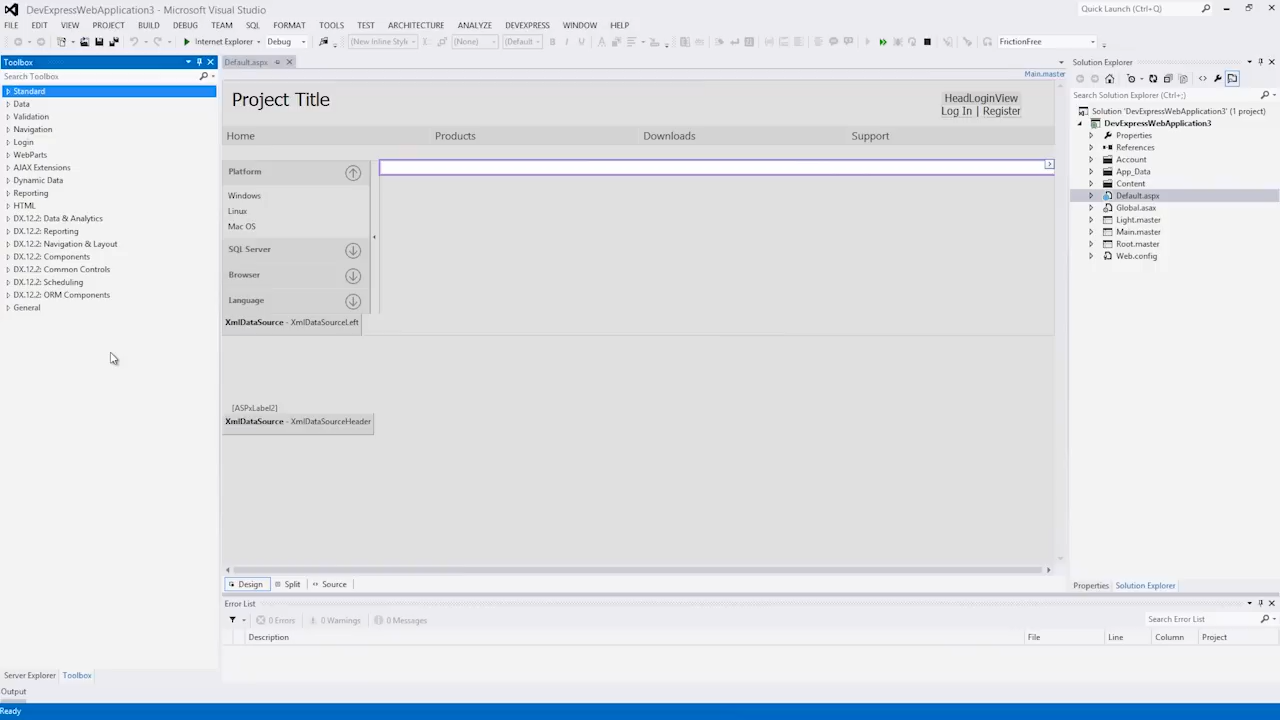 DevExpressWebApplication3 - Microsoft Visual Studio
Quick Launch (Ctrl+Q)
FILE EDIT VIEW PROJECT BUILD DEBUG TEAM SQL FORMAT TOOLS TEST ARCHITECTURE ANALYZE DEVEXPRESS WINDOW HELP
Internet Explorer Debug (New Inline Style) (None) (Default) FrictionFree
Toolbox
Search Toolbox
Standard
Data
Validation
Navigation
Login
WebParts
AJAX Extensions
Dynamic Data
Reporting
HTML
DX.12.2: Data & Analytics
DX.12.2: Reporting
DX.12.2: Navigation & Layout
DX.12.2: Components
DX.12.2: Common Controls
DX.12.2: Scheduling
DX.12.2: ORM Components
General
Default.aspx
Main.master
Project Title
HeadLoginView
Log In | Register
Home Products Downloads Support
Platform
Windows
Linux
Mac OS
SQL Server
Browser
Language
XmlDataSource - XmlDataSourceLeft
[ASPxLabel2]
XmlDataSource - XmlDataSourceHeader
Design Split Source
Solution Explorer
Search Solution Explorer (Ctrl+;)
Solution 'DevExpressWebApplication3' (1 project)
DevExpressWebApplication3
Properties
References
Account
App_Data
Content
Default.aspx
Global.asax
Light.master
Main.master
Root.master
Web.config
Properties Solution Explorer
Error List
0 Errors 0 Warnings 0 Messages
Search Error List
Description File Line Column Project
Server Explorer Toolbox
Output
Ready